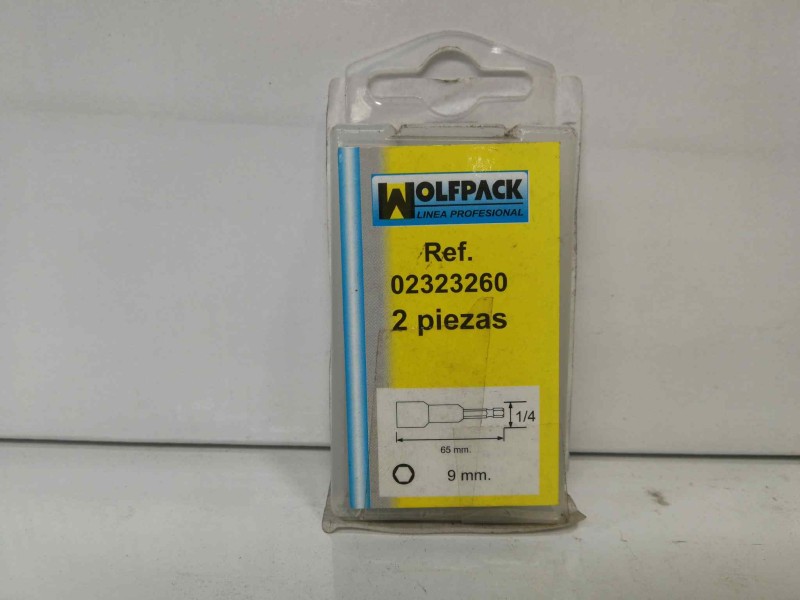 WOLFPACK
LINEA PROFESIONAL
Ref.
02323260
2 piezas
1/4
65 mm.
9 mm.